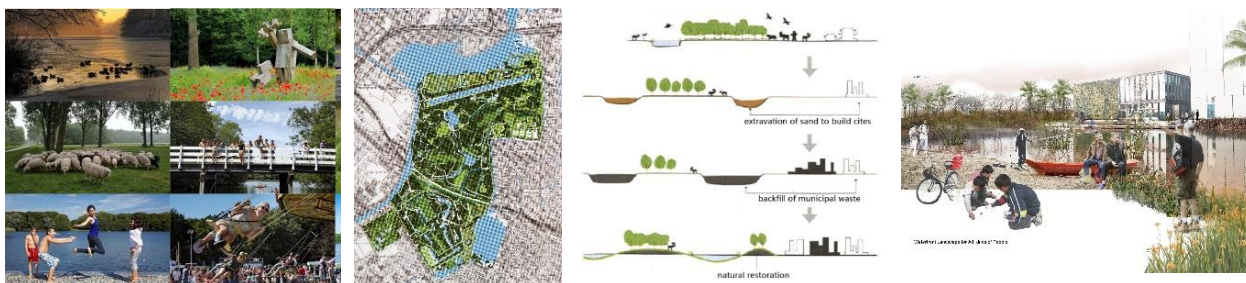 extravation of sand to build cites
backfill of municipal waste
natural restoration